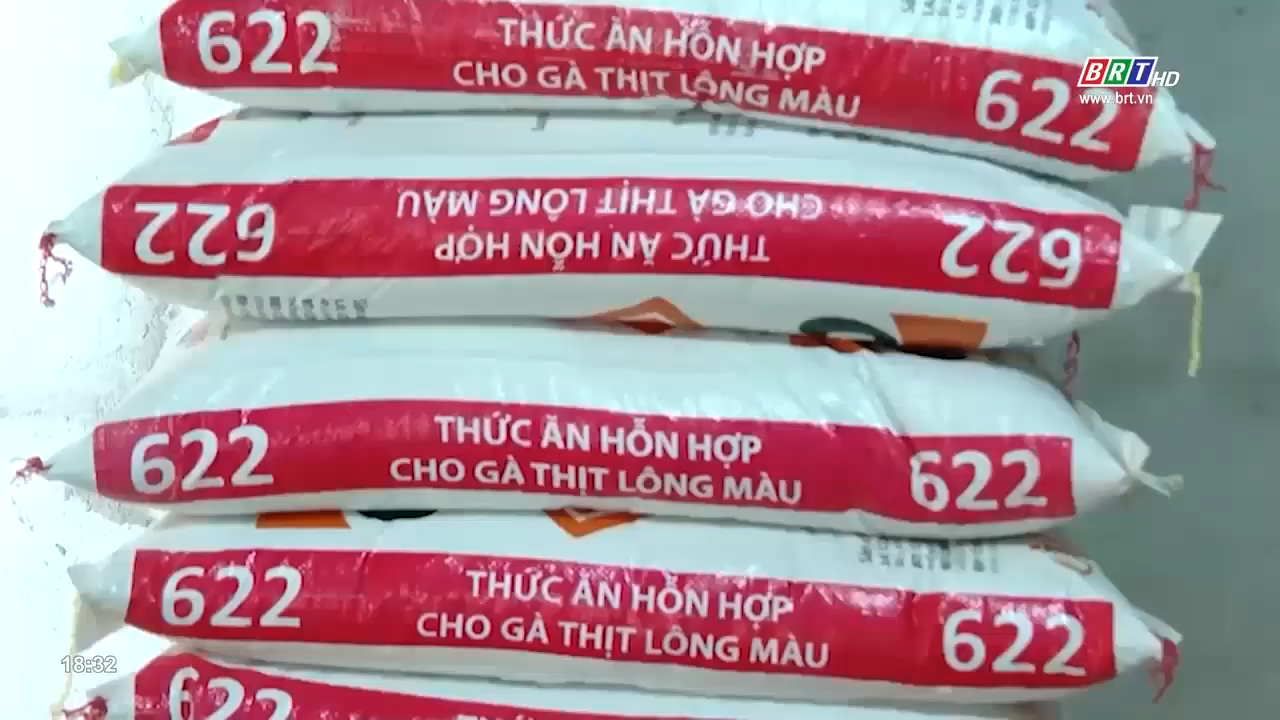 622 THỨC ĂN HỖN HỢP
CHO GÀ THỊT LÔNG MÀU 622
BRT HD
www.brt.vn
622 THỨC ĂN HỖN HỢP
CHO GÀ THỊT LÔNG MÀU 622
622 THỨC ĂN HỖN HỢP
CHO GÀ THỊT LÔNG MÀU 622
622 THỨC ĂN HỖN HỢP
CHO GÀ THỊT LÔNG MÀU 622
18:32
622